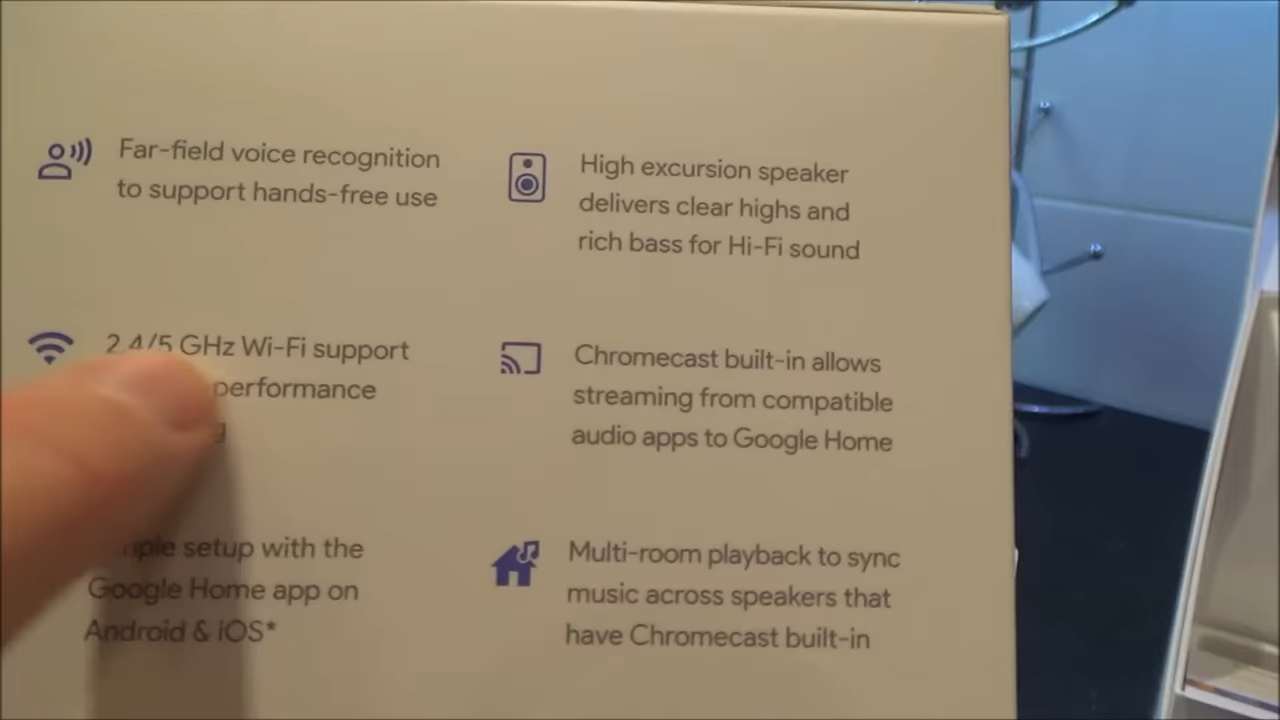 Far-field voice recognition
to support hands-free use
High excursion speaker
delivers clear highs and
rich bass for Hi-Fi sound
2.4/5 GHz Wi-Fi support
performance
Chromecast built-in allows
streaming from compatible
audio apps to Google Home
setup with the
Google Home app on
Android & iOS*
Multi-room playback to sync
music across speakers that
have Chromecast built-in